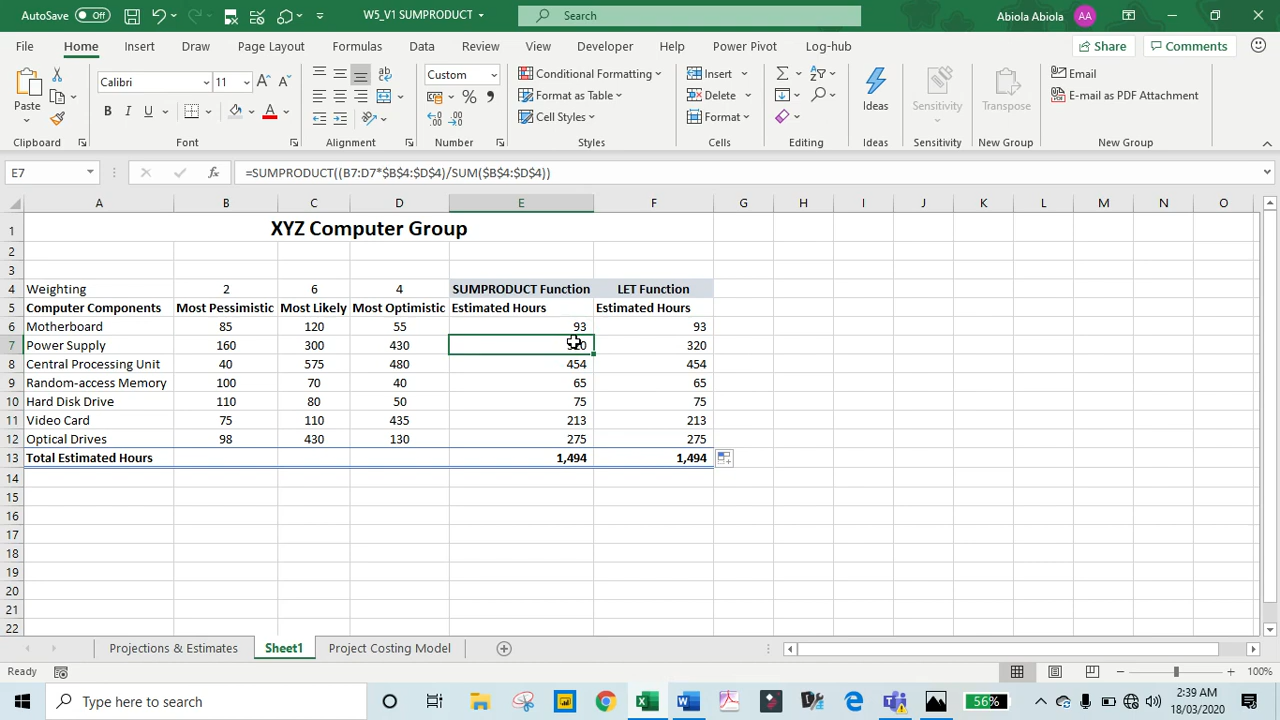 AutoSave Off W5_V1 SUMPRODUCT Search Abiola Abiola AA
File Home Insert Draw Page Layout Formulas Data Review View Developer Help Power Pivot Log-hub Share Comments
Paste Calibri 11 Custom Conditional Formatting Insert Ideas Sensitivity Transpose Email
B I U A % Format as Table Delete E-mail as PDF Attachment
Cell Styles Format
Clipboard Font Alignment Number Styles Cells Editing Ideas Sensitivity New Group New Group
E7 fx =SUMPRODUCT((B7:D7*$B$4:$D$4)/SUM($B$4:$D$4))
A B C D E F G H I J K L M N O
1 XYZ Computer Group
2
3
4 Weighting 2 6 4 SUMPRODUCT Function LET Function
5 Computer Components Most Pessimistic Most Likely Most Optimistic Estimated Hours Estimated Hours
6 Motherboard 85 120 55 93 93
7 Power Supply 160 300 430 320
8 Central Processing Unit 40 575 480 454 454
9 Random-access Memory 100 70 40 65 65
10 Hard Disk Drive 110 80 50 75 75
11 Video Card 75 110 435 213 213
12 Optical Drives 98 430 130 275 275
13 Total Estimated Hours 1,494 1,494
14
15
16
17
18
19
20
21
22
Projections & Estimates Sheet1 Project Costing Model
Ready 100%
Type here to search 56% 2:39 AM
18/03/2020